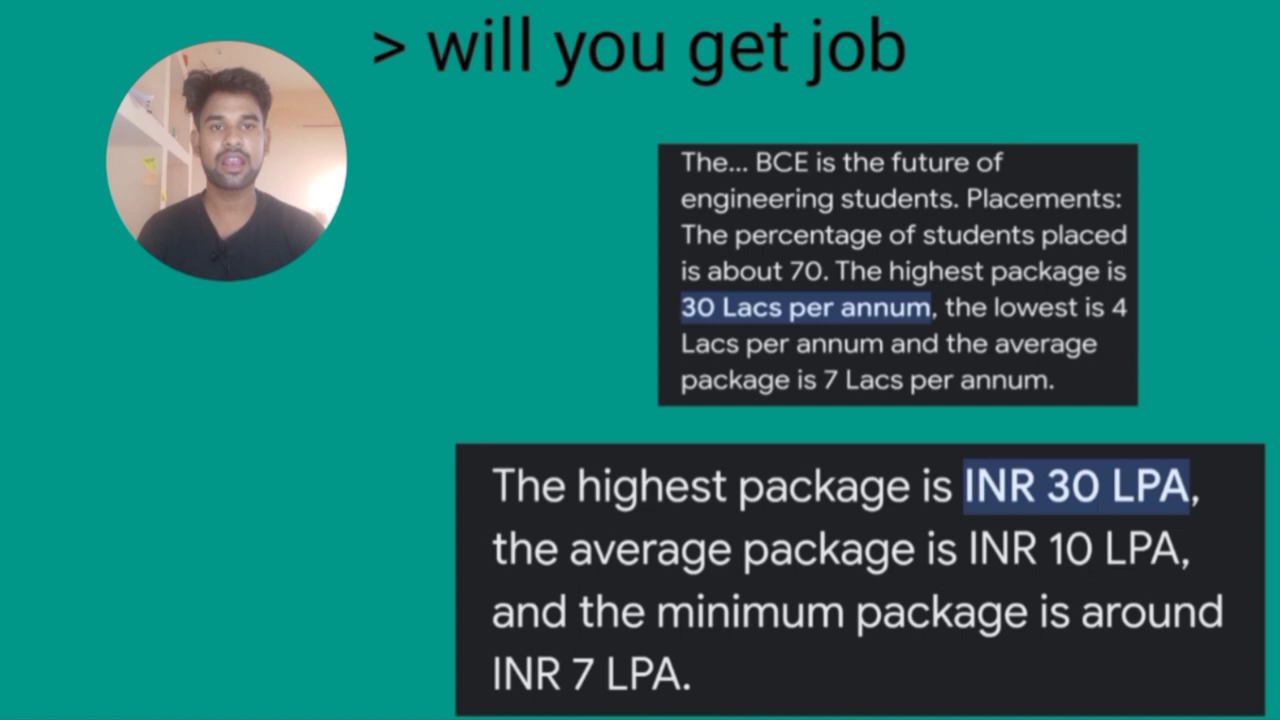 > will you get job
The... BCE is the future of
engineering students. Placements:
The percentage of students placed
is about 70. The highest package is
30 Lacs per annum, the lowest is 4
Lacs per annum and the average
package is 7 Lacs per annum.
The highest package is INR 30 LPA,
the average package is INR 10 LPA,
and the minimum package is around
INR 7 LPA.